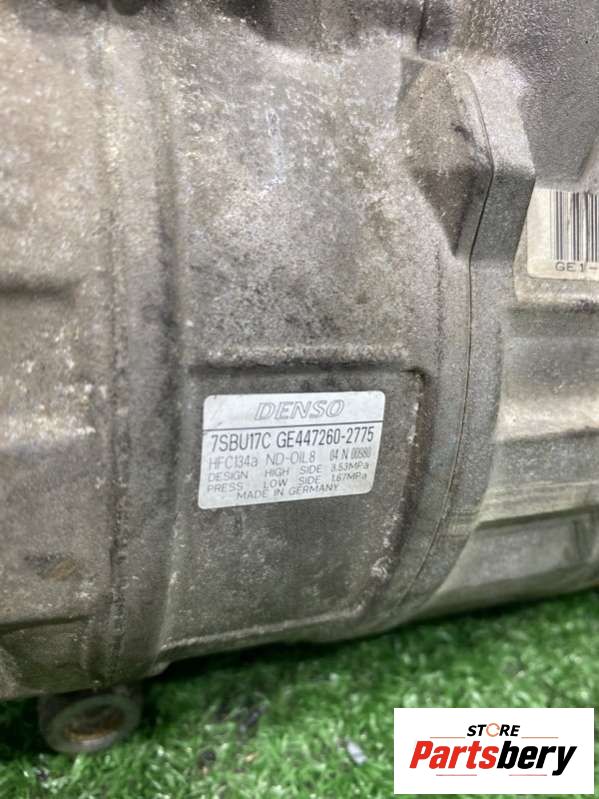 GE1-
DENSO
7SBU17C GE447260-2775
HFC134a ND-OIL8 04 N 00580
DESIGN HIGH SIDE 3.53MPa
PRESS LOW SIDE 1.67MPa
MADE IN GERMANY
STORE
Partsbery